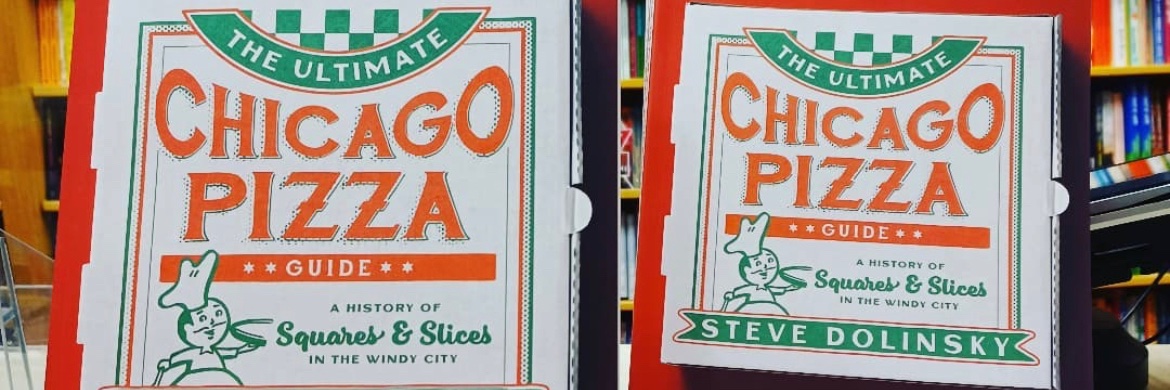 THE ULTIMATE
CHICAGO
PIZZA
GUIDE
A HISTORY OF
Squares & Slices
IN THE WINDY CITY
THE ULTIMATE
CHICAGO
PIZZA
GUIDE
A HISTORY OF
Squares & Slices
IN THE WINDY CITY
STEVE DOLINSKY